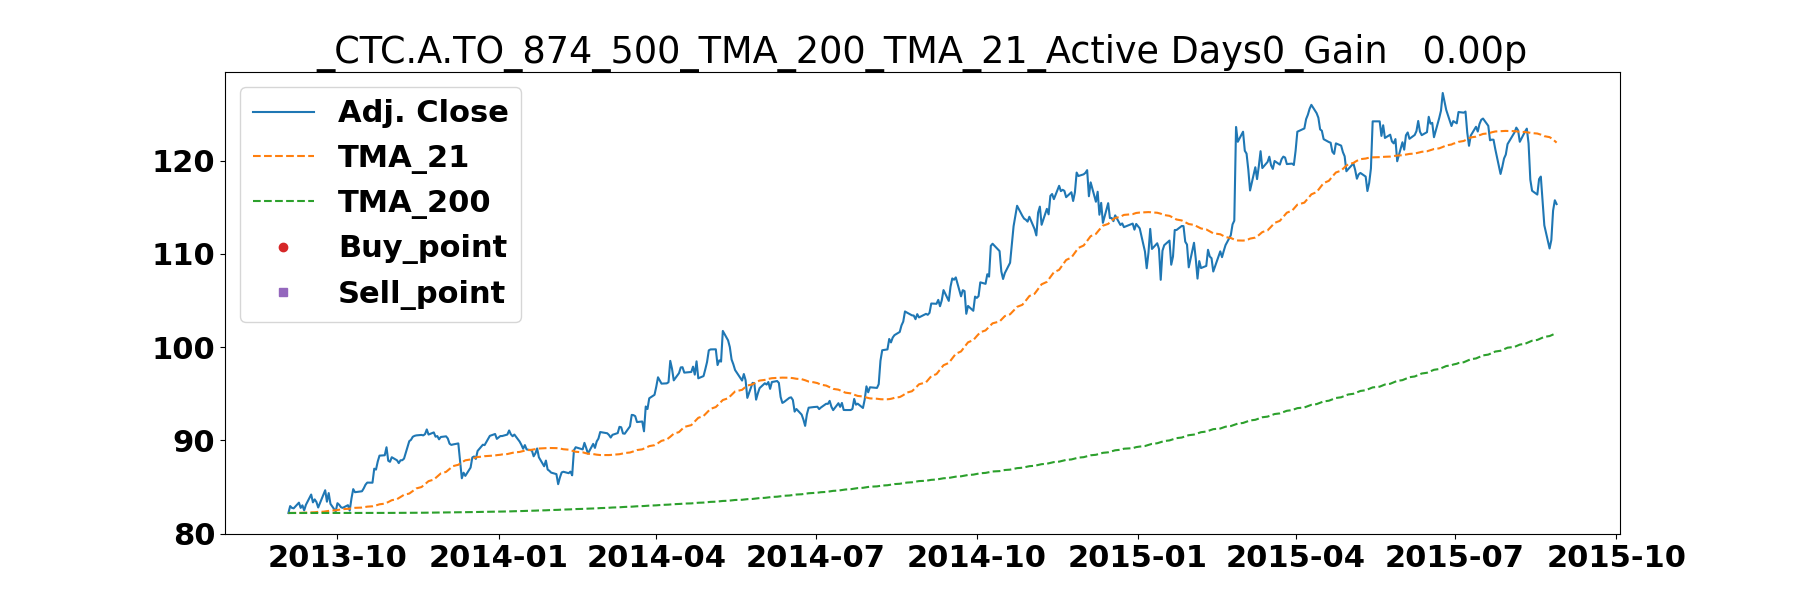 _CTC.A.TO_874_500_TMA_200_TMA_21_Active Days0_Gain   0.00p
Adj. Close
TMA_21
TMA_200
Buy_point
Sell_point
120
110
100
90
80
2013-10 2014-01 2014-04 2014-07 2014-10 2015-01 2015-04 2015-07 2015-10